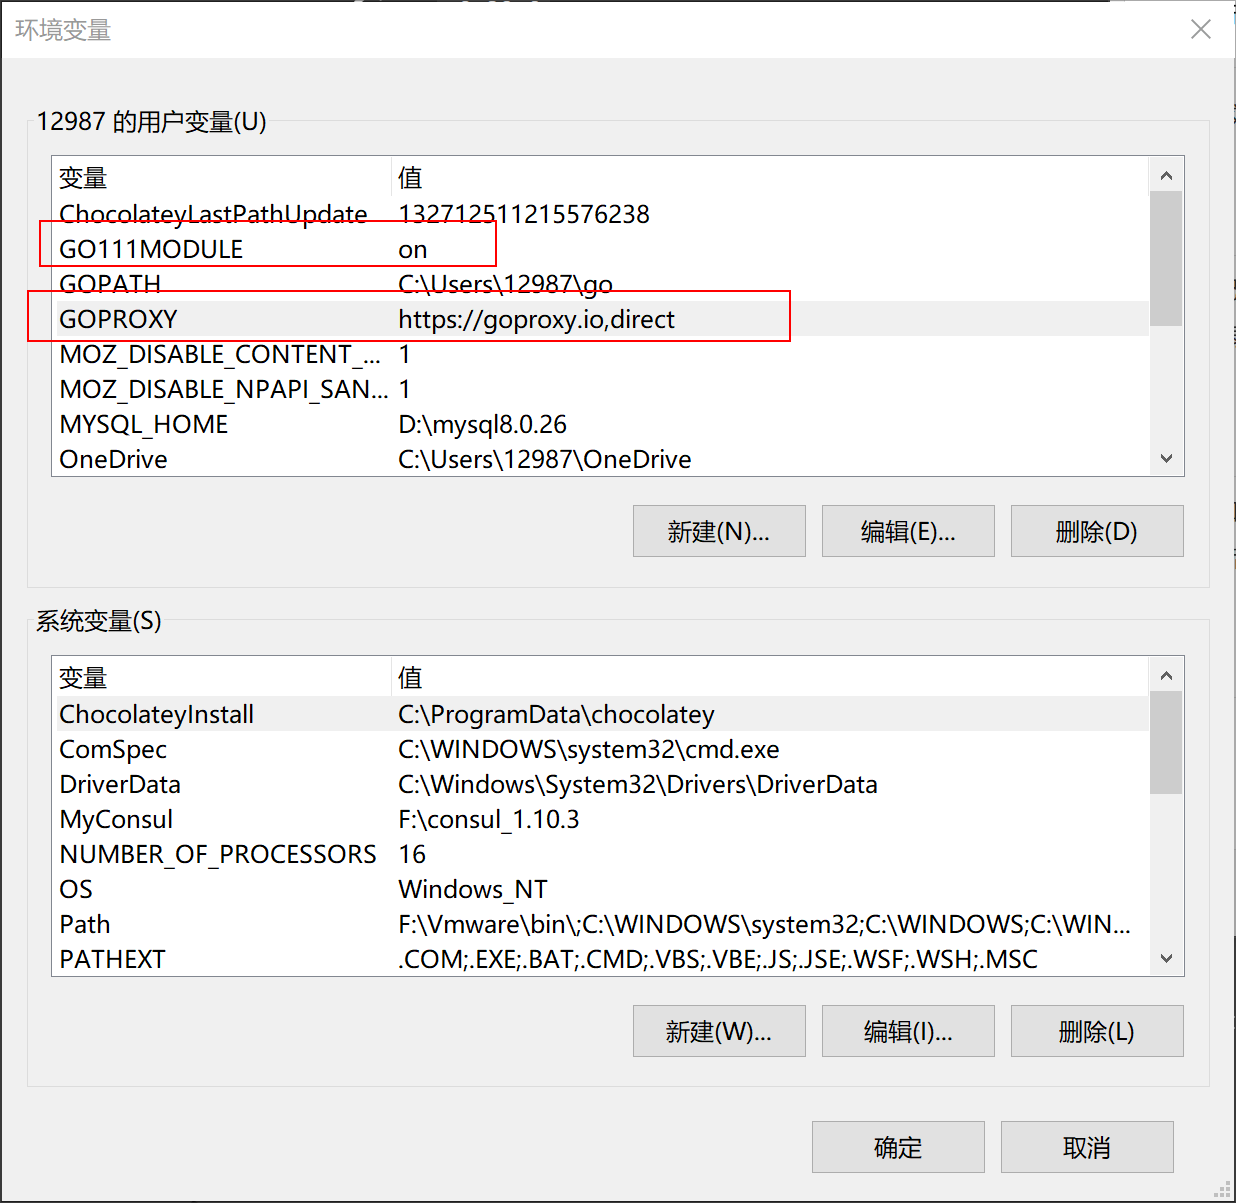 环境变量
12987 的用户变量(U)
变量 值
ChocolateyLastPathUpdate 132712511215576238
GO111MODULE on
GOPATH C:\Users\12987\go
GOPROXY https://goproxy.io,direct
MOZ_DISABLE_CONTENT_... 1
MOZ_DISABLE_NPAPI_SAN... 1
MYSQL_HOME D:\mysql8.0.26
OneDrive C:\Users\12987\OneDrive
新建(N)... 编辑(E)... 删除(D)
系统变量(S)
变量 值
ChocolateyInstall C:\ProgramData\chocolatey
ComSpec C:\WINDOWS\system32\cmd.exe
DriverData C:\Windows\System32\Drivers\DriverData
MyConsul F:\consul_1.10.3
NUMBER_OF_PROCESSORS 16
OS Windows_NT
Path F:\Vmware\bin\;C:\WINDOWS\system32;C:\WINDOWS;C:\WIN...
PATHEXT .COM;.EXE;.BAT;.CMD;.VBS;.VBE;.JS;.JSE;.WSF;.WSH;.MSC
新建(W)... 编辑(I)... 删除(L)
确定 取消